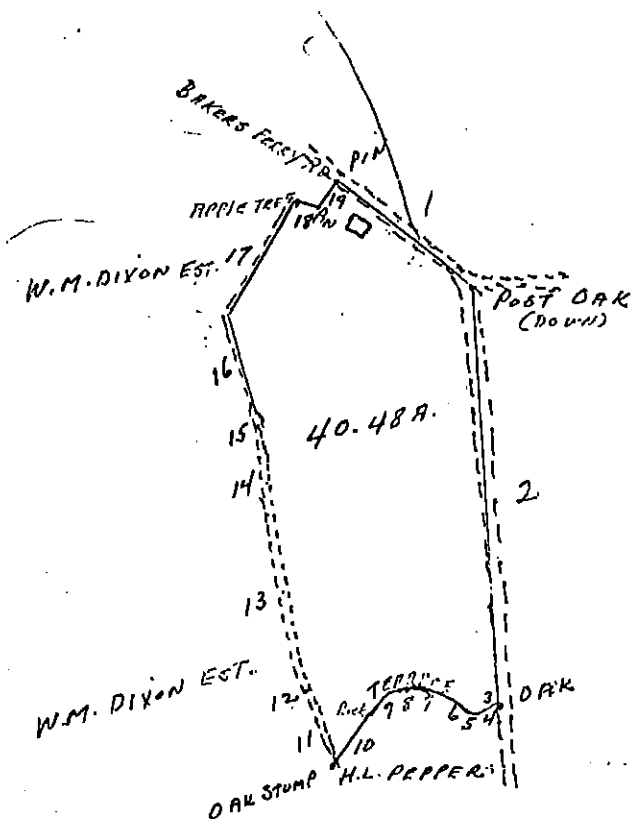 BAKERS FERRY RD.
PIN
1
APPLE TREE
18
PIN
19
W.M. DIXON EST.
17
POST OAK
(DOWN)
16
15
40.48 A.
14
2
13
W.M. DIXON EST.
TERRACE
12
9
8
7
6
5
3
4
OAK
11
10
OAK STUMP
H.L. PEPPER